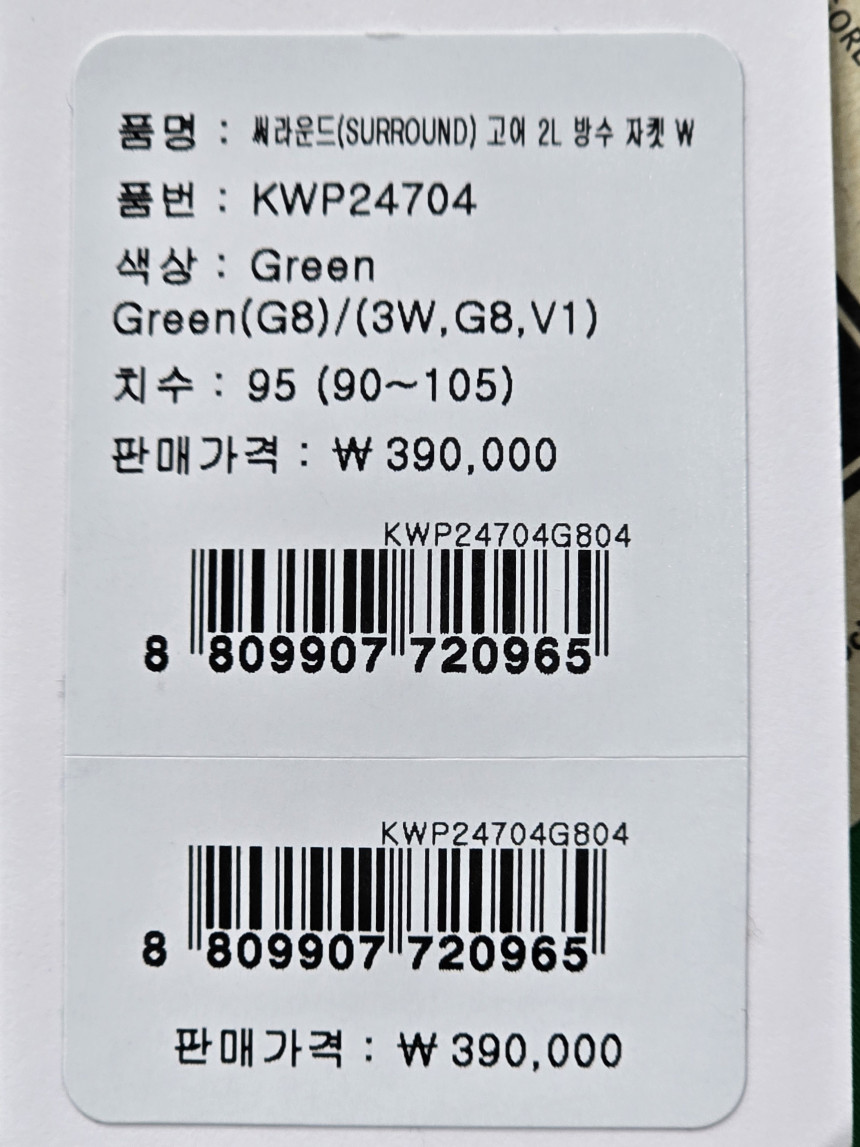 품명 : 써라운드(SURROUND) 고어 2L 방수 자켓 W
품번 : KWP24704
색상 : Green
Green(G8)/(3W,G8,V1)
치수 : 95 (90~105)
판매가격 : ₩ 390,000
KWP24704G804
8 809907 720965
KWP24704G804
8 809907 720965
판매가격 : ₩ 390,000